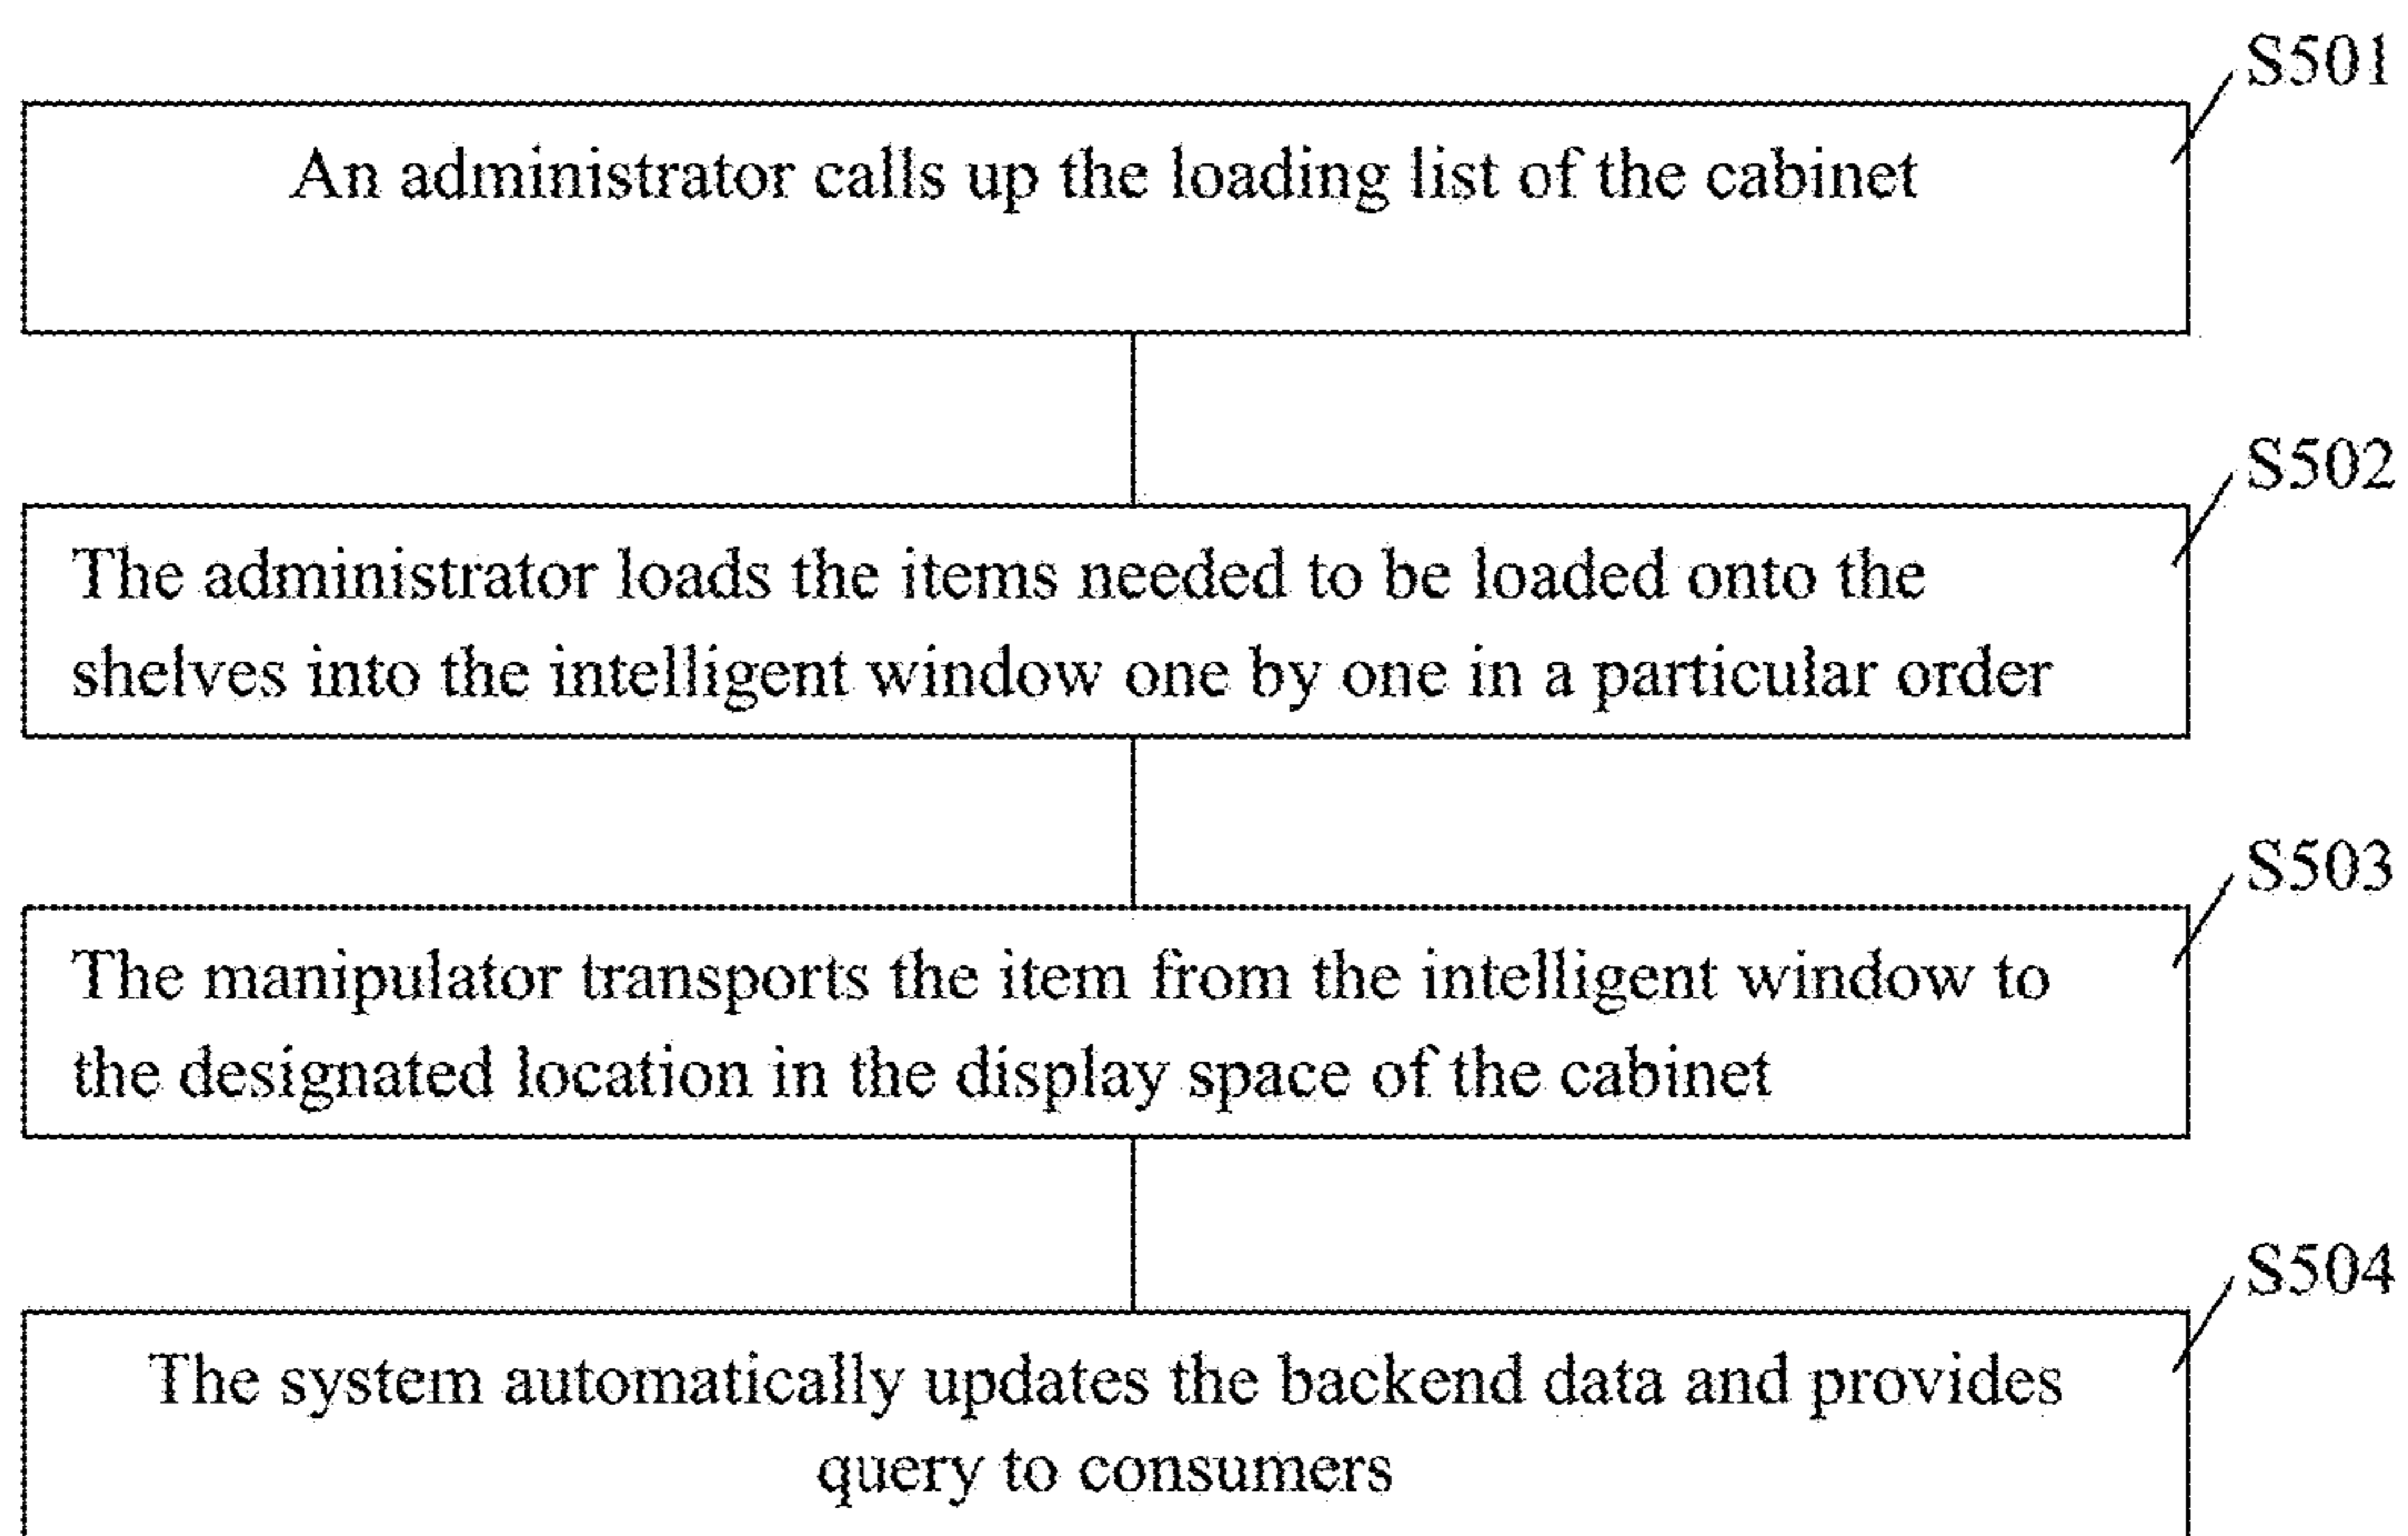 S501
An administrator calls up the loading list of the cabinet
S502
The administrator loads the items needed to be loaded onto the
shelves into the intelligent window one by one in a particular order
S503
The manipulator transports the item from the intelligent window to
the designated location in the display space of the cabinet
S504
The system automatically updates the backend data and provides
query to consumers